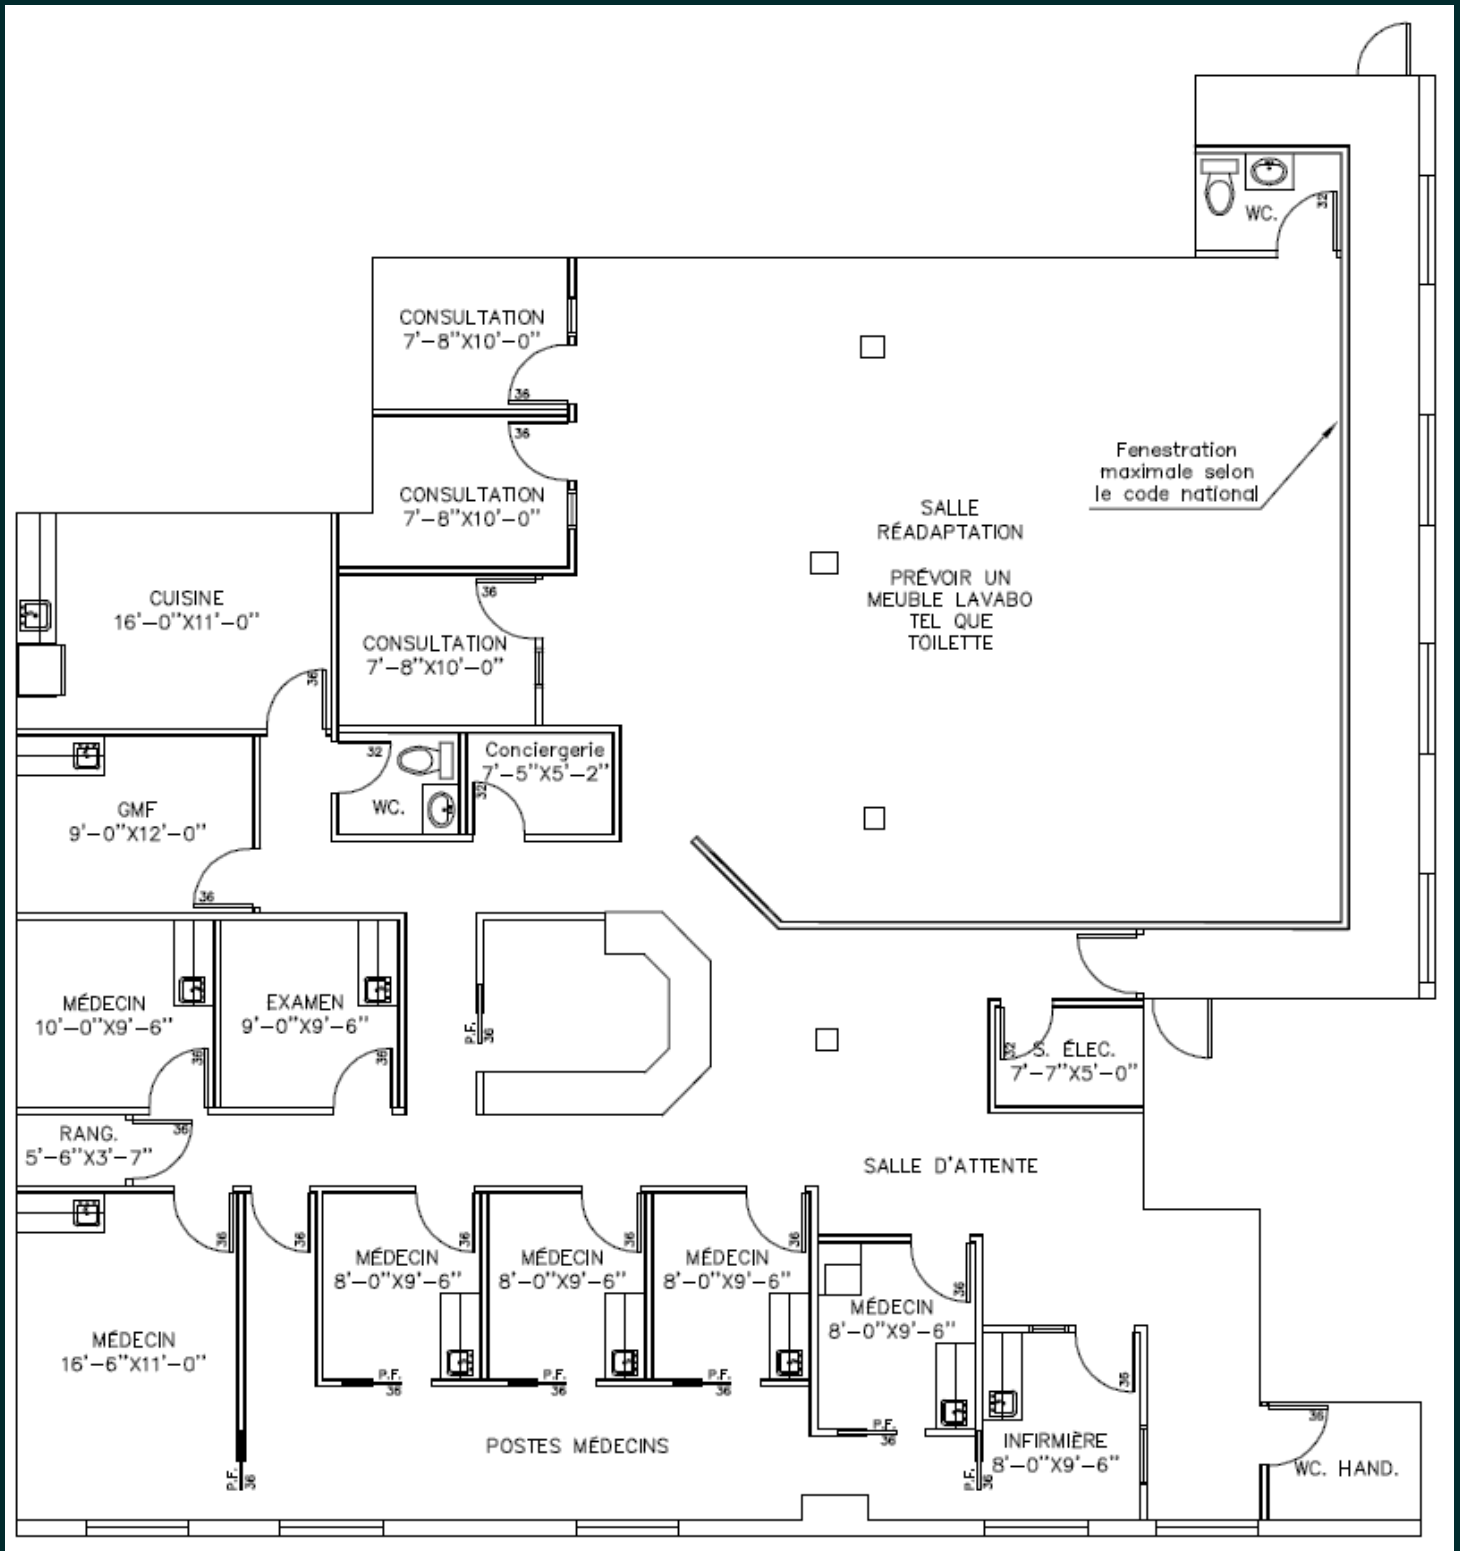 32
WC.
CONSULTATION
7'-8"X10'-0"
36
36
CONSULTATION
7'-8"X10'-0"
Fenestration
maximale selon
le code national
SALLE
RÉADAPTATION
PRÉVOIR UN
MEUBLE LAVABO
TEL QUE
TOILETTE
CUISINE
16'-0"X11'-0"
36
36
CONSULTATION
7'-8"X10'-0"
32
WC.
Conciergerie
7'-5"X5'-2"
32
GMF
9'-0"X12'-0"
36
MÉDECIN
10'-0"X9'-6"
36
EXAMEN
9'-0"X9'-6"
36
P.F.
36
32
S. ÉLEC.
7'-7"X5'-0"
RANG.
5'-6"X3'-7"
36
SALLE D'ATTENTE
36
36
MÉDECIN
8'-0"X9'-6"
36
P.F.
36
MÉDECIN
8'-0"X9'-6"
36
P.F.
36
MÉDECIN
8'-0"X9'-6"
36
P.F.
36
MÉDECIN
8'-0"X9'-6"
36
P.F.
36
MÉDECIN
16'-6"X11'-0"
P.F.
36
POSTES MÉDECINS
36
INFIRMIÈRE
8'-0"X9'-6"
P.F.
36
36
WC. HAND.